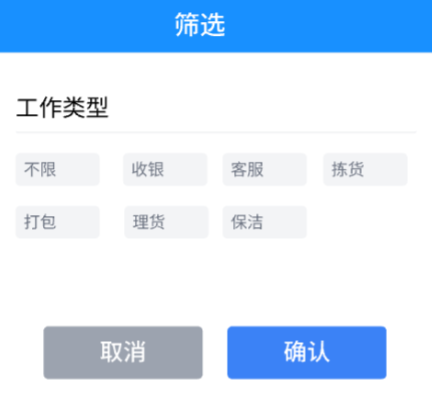 筛选
工作类型
不限 收银 客服 拣货
打包 理货 保洁
取消 确认